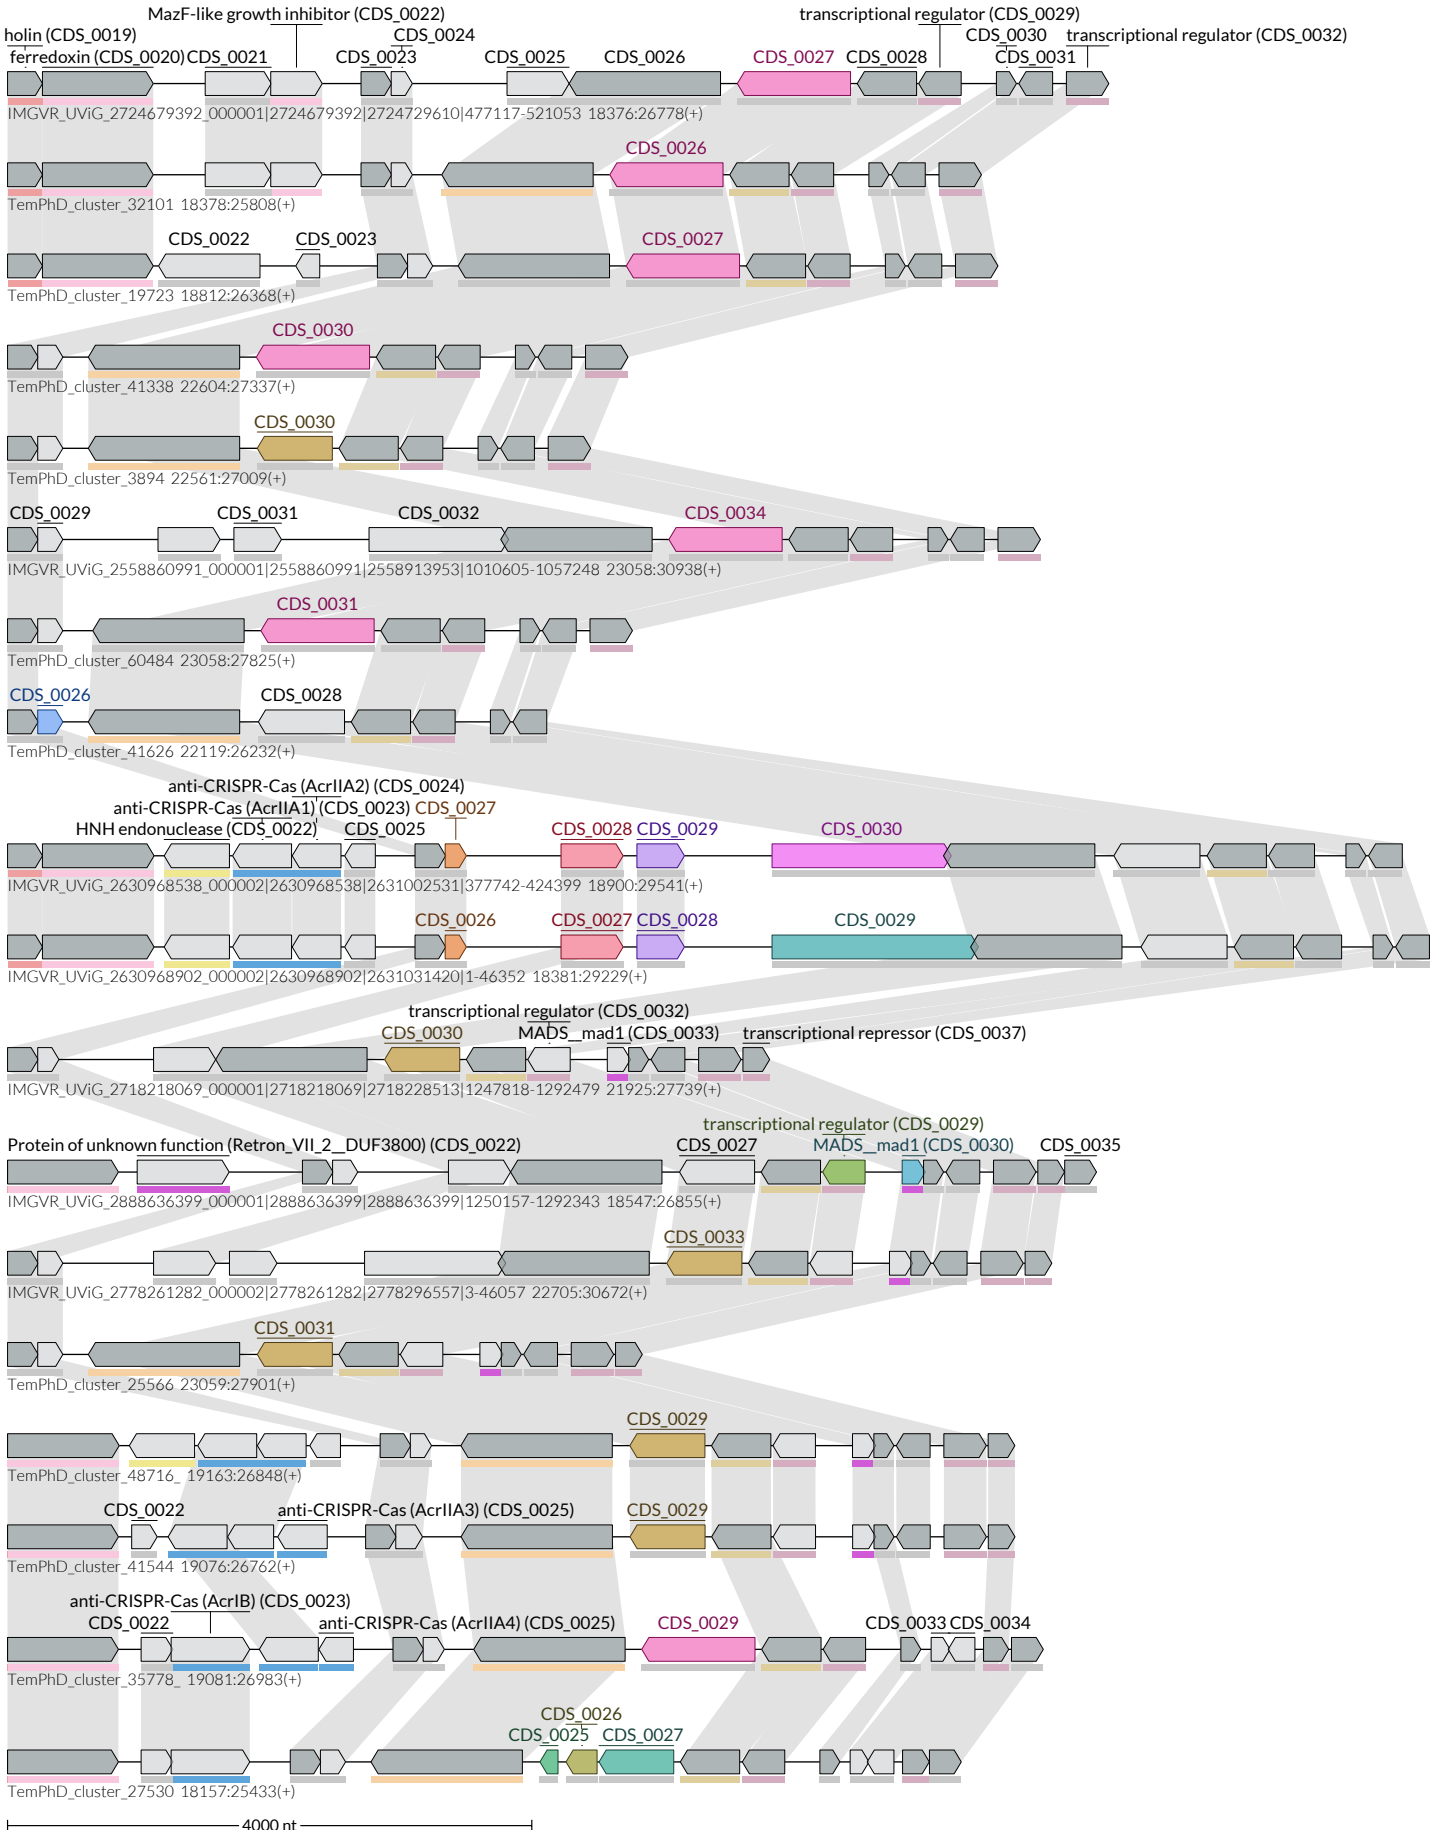 MazF-like growth inhibitor (CDS_0022) transcriptional regulator (CDS_0029)
holin (CDS_0019) CDS_0024 CDS_0030 transcriptional regulator (CDS_0032)
ferredoxin (CDS_0020) CDS_0021 CDS_0023 CDS_0025 CDS_0026 CDS_0027 CDS_0028 CDS_0031
IMGVR_UViG_2724679392_000001|2724679392|2724729610|477117-521053 18376:26778(+)
CDS_0026
TemPhD_cluster_32101 18378:25808(+)
CDS_0022 CDS_0023 CDS_0027
TemPhD_cluster_19723 18812:26368(+)
CDS_0030
TemPhD_cluster_41338 22604:27337(+)
CDS_0030
TemPhD_cluster_3894 22561:27009(+)
CDS_0029 CDS_0031 CDS_0032 CDS_0034
IMGVR_UViG_2558860991_000001|2558860991|2558913953|1010605-1057248 23058:30938(+)
CDS_0031
TemPhD_cluster_60484 23058:27825(+)
CDS_0026 CDS_0028
TemPhD_cluster_41626 22119:26232(+)
anti-CRISPR-Cas (AcrIIA2) (CDS_0024)
anti-CRISPR-Cas (AcrIIA1) (CDS_0023) CDS_0027
HNH endonuclease (CDS_0022) CDS_0025 CDS_0028 CDS_0029 CDS_0030
IMGVR_UViG_2630968538_000002|2630968538|2631002531|377742-424399 18900:29541(+)
CDS_0026 CDS_0027 CDS_0028 CDS_0029
IMGVR_UViG_2630968902_000002|2630968902|2631031420|1-46352 18381:29229(+)
transcriptional regulator (CDS_0032)
CDS_0030 MADS__mad1 (CDS_0033) transcriptional repressor (CDS_0037)
IMGVR_UViG_2718218069_000001|2718218069|2718228513|1247818-1292479 21925:27739(+)
transcriptional regulator (CDS_0029)
Protein of unknown function (Retron_VII_2__DUF3800) (CDS_0022) CDS_0027 MADS__mad1 (CDS_0030) CDS_0035
IMGVR_UViG_2888636399_000001|2888636399|2888636399|1250157-1292343 18547:26855(+)
CDS_0033
IMGVR_UViG_2778261282_000002|2778261282|2778296557|3-46057 22705:30672(+)
CDS_0031
TemPhD_cluster_25566 23059:27901(+)
CDS_0029
TemPhD_cluster_48716_ 19163:26848(+)
CDS_0022 anti-CRISPR-Cas (AcrIIA3) (CDS_0025) CDS_0029
TemPhD_cluster_41544 19076:26762(+)
anti-CRISPR-Cas (AcrIB) (CDS_0023)
CDS_0022 anti-CRISPR-Cas (AcrIIA4) (CDS_0025) CDS_0029 CDS_0033 CDS_0034
TemPhD_cluster_35778_ 19081:26983(+)
CDS_0026
CDS_0025 CDS_0027
TemPhD_cluster_27530 18157:25433(+)
4000 nt